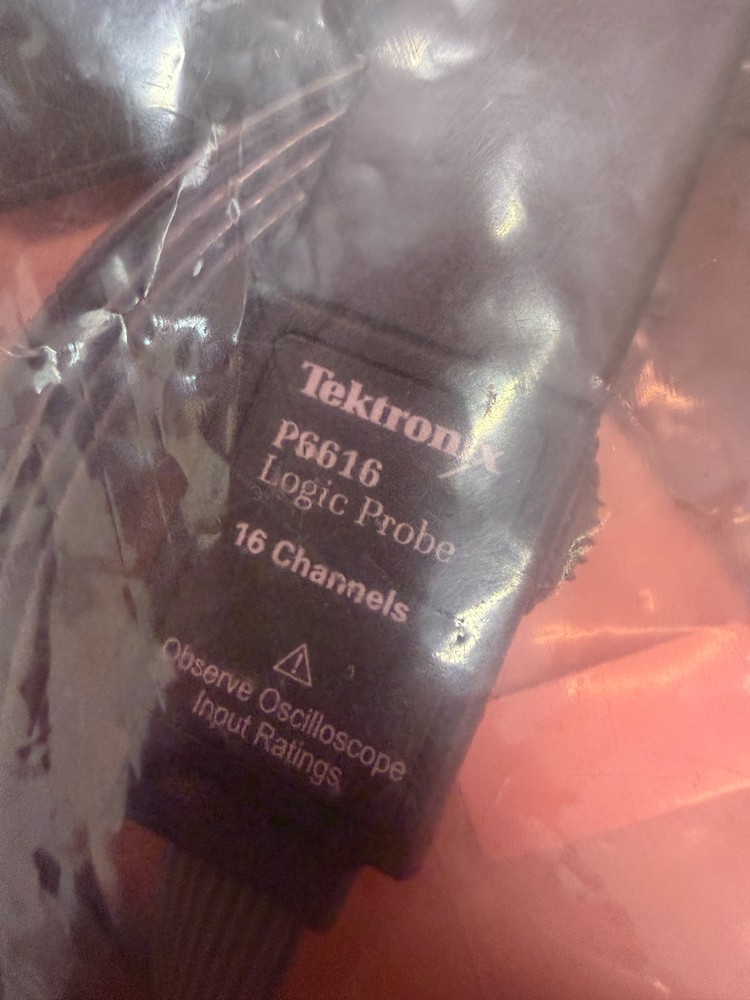 Tektronix
P6616
Logic Probe
16 Channels
Observe Oscilloscope
Input Ratings